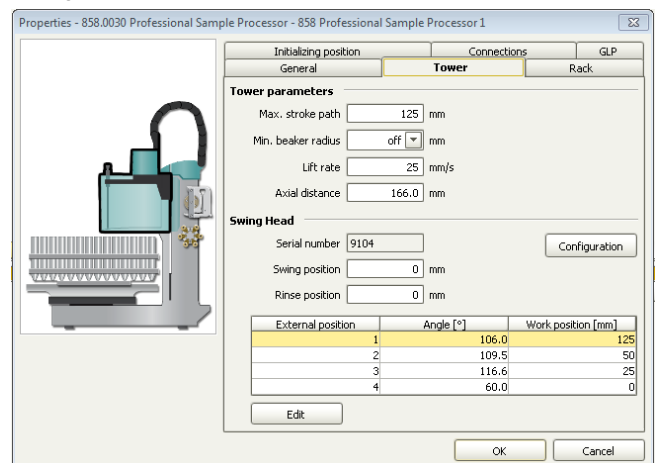 Properties - 858.0030 Professional Sample Processor - 858 Professional Sample Processor 1
Initializing position Connections GLP
General Tower Rack
Tower parameters
Max. stroke path 125 mm
Min. beaker radius off mm
Lift rate 25 mm/s
Axial distance 166.0 mm
Swing Head
Serial number 9104 Configuration
Swing position 0 mm
Rinse position 0 mm
External position Angle [°] Work position [mm]
1 106.0 125
2 109.5 50
3 116.6 25
4 60.0 0
Edit
OK Cancel